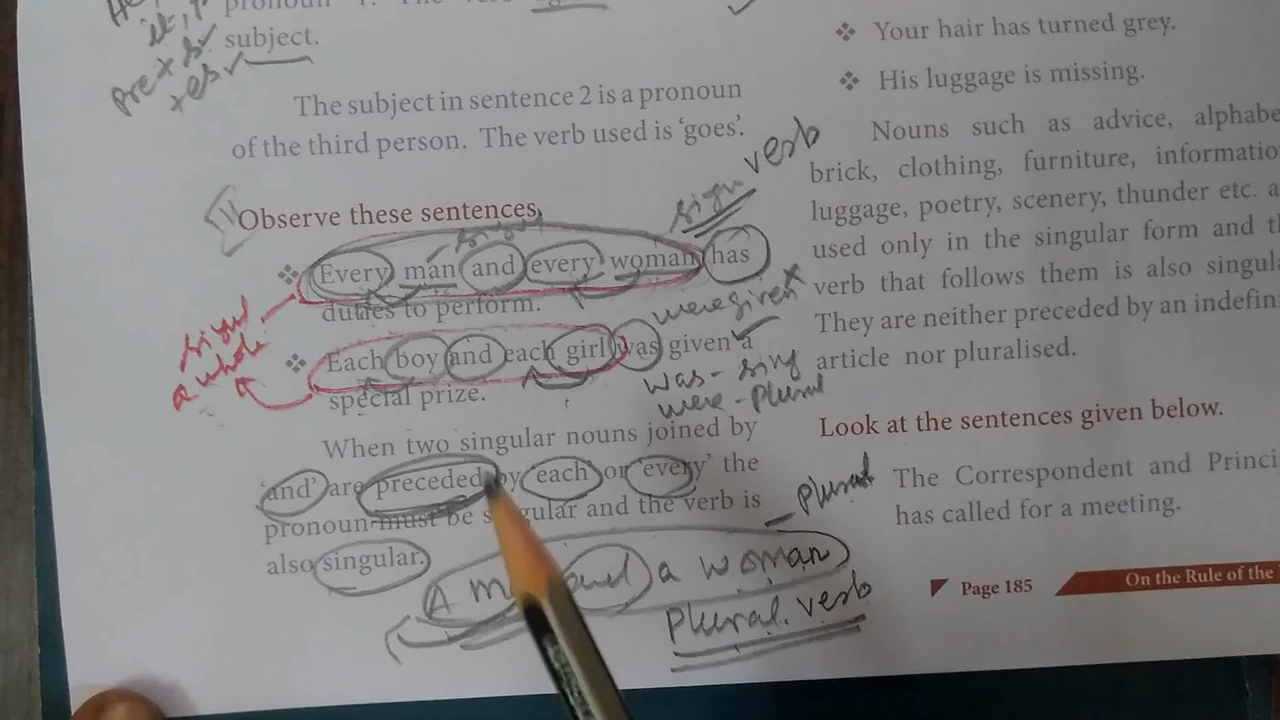 pronoun
subject.
The subject in sentence 2 is a pronoun
of the third person. The verb used is 'goes'.
verb
Observe these sentences.
Every man and every woman has
duties to perform.
were given
Each boy and each girl was given a
special prize.
a whole
was - sing
were - plural
When two singular nouns joined by
'and' are preceded by each or 'every' the
pronoun must be singular and the verb is
also singular.
plural
A and a woman
Plural verb
Your hair has turned grey.
His luggage is missing.
Nouns such as advice, alphabe
brick, clothing, furniture, informatio
luggage, poetry, scenery, thunder etc. a
used only in the singular form and t
verb that follows them is also singul
They are neither preceded by an indefin
article nor pluralised.
Look at the sentences given below.
The Correspondent and Princi
has called for a meeting.
Page 185
On the Rule of the